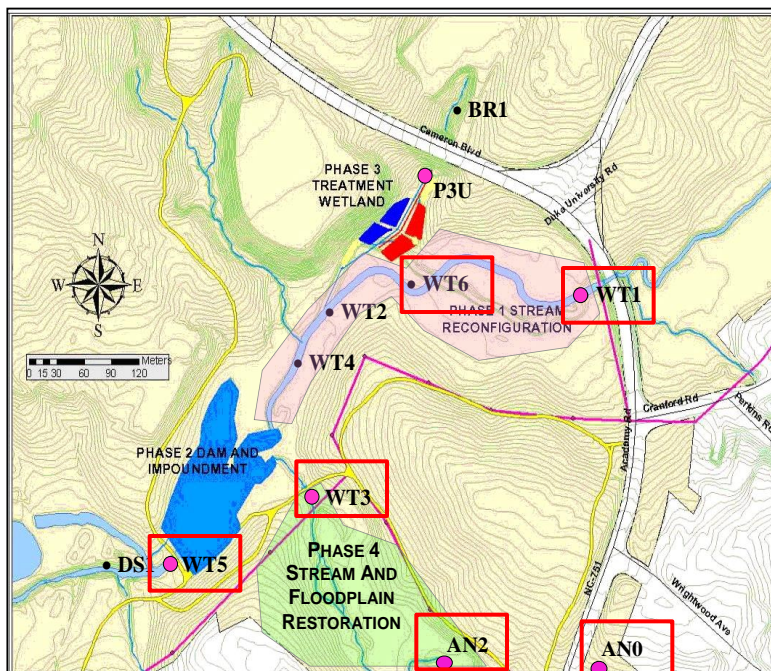 BR1
Cameron Blvd
PHASE 3
TREATMENT
WETLAND
P3U
Duke University Rd
N
W E
S
WT6
WT1
WT2
PHASE 1 STREAM
RECONFIGURATION
WT4
Meters
0 15 30 60 90 120
Cranford Rd
Perkins Rd
Academy Rd
PHASE 2 DAM AND
IMPOUNDMENT
WT3
DS1
WT5
PHASE 4
STREAM AND
FLOODPLAIN
RESTORATION
NC-751
Wrightwood Ave
AN2
AN0